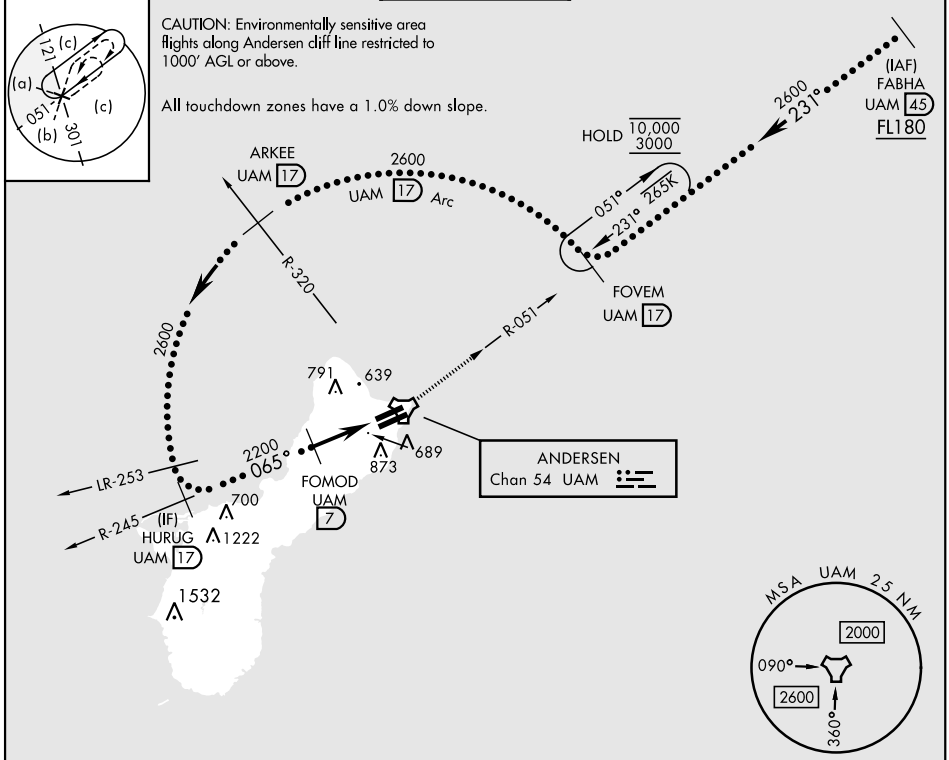 CAUTION: Environmentally sensitive area
flights along Andersen cliff line restricted to
1000' AGL or above.
All touchdown zones have a 1.0% down slope.
121
(c)
(a)
051
(b)
301
(c)
(IAF)
FABHA
UAM 45
FL180
2600
231°
HOLD 10,000
3000
051°
231° 265K
ARKEE
UAM 17
2600
UAM 17 Arc
FOVEM
UAM 17
R-320
R-051
2600
791
639
2200
065°
689
873
ANDERSEN
Chan 54 UAM
FOMOD
UAM
7
LR-253
R-245
(IF)
HURUG
UAM 17
700
1222
1532
MSA UAM 25 NM
2000
090°
2600
360°